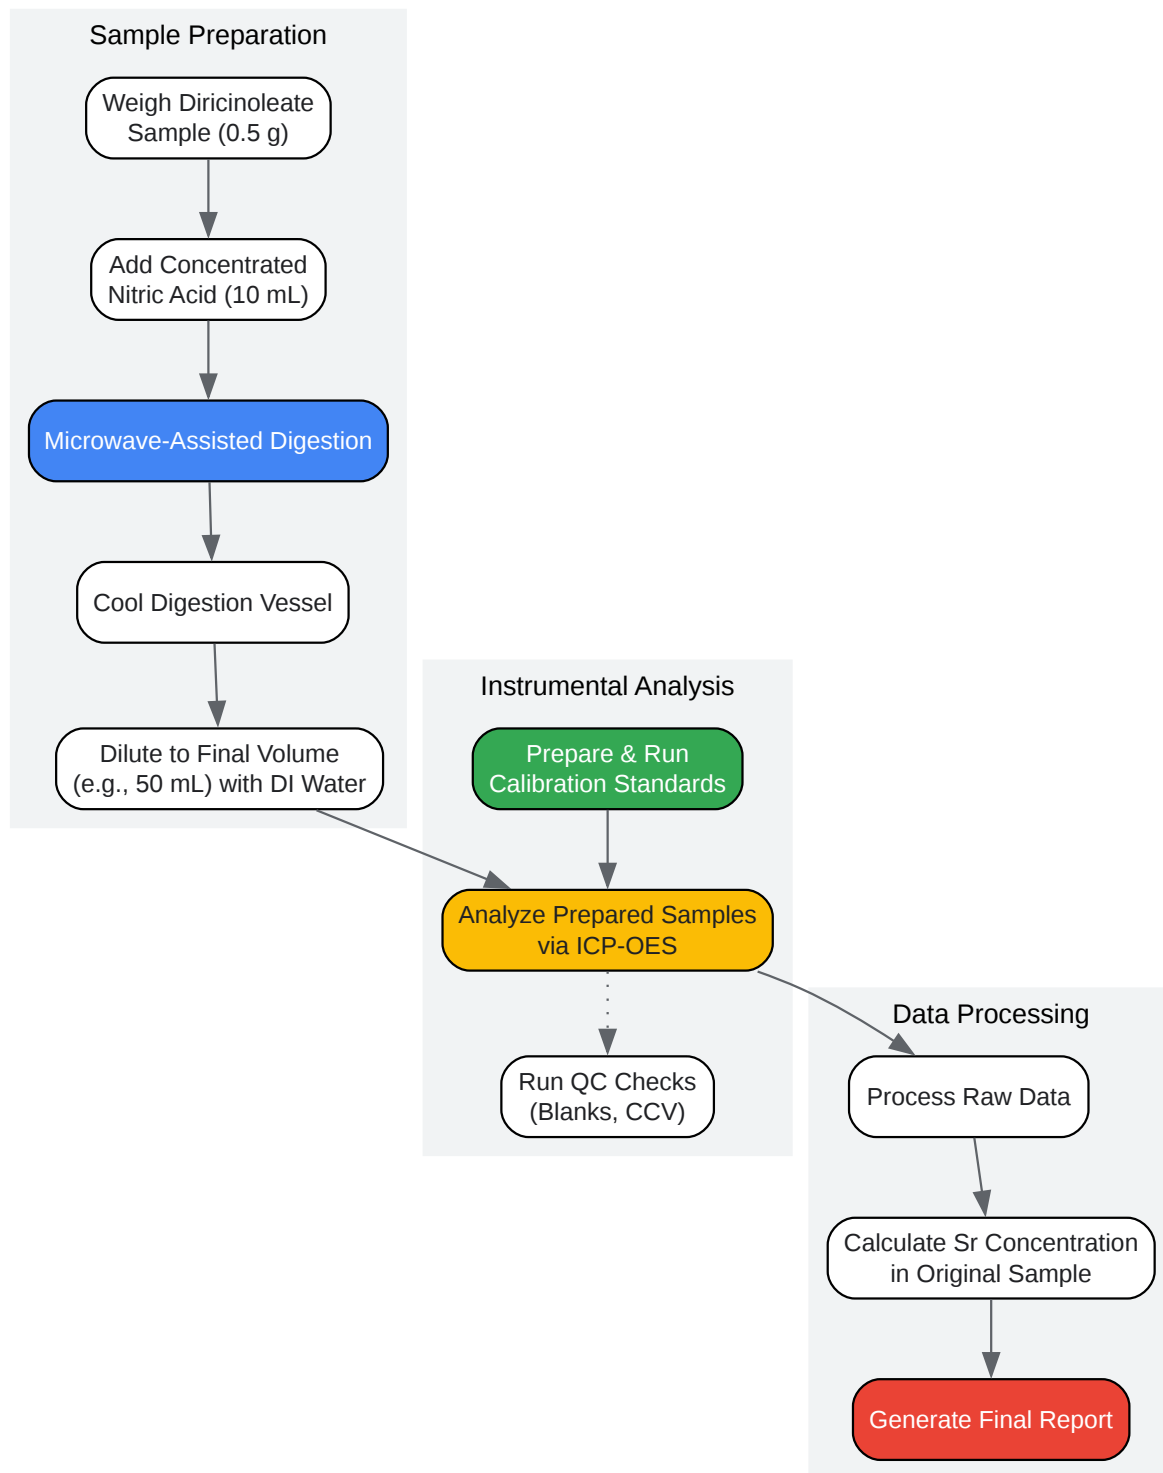 Sample Preparation
Weigh Diricinoleate
Sample (0.5 g)
Add Concentrated
Nitric Acid (10 mL)
Microwave-Assisted Digestion
Cool Digestion Vessel
Dilute to Final Volume
(e.g., 50 mL) with DI Water
Instrumental Analysis
Prepare & Run
Calibration Standards
Analyze Prepared Samples
via ICP-OES
Run QC Checks
(Blanks, CCV)
Data Processing
Process Raw Data
Calculate Sr Concentration
in Original Sample
Generate Final Report